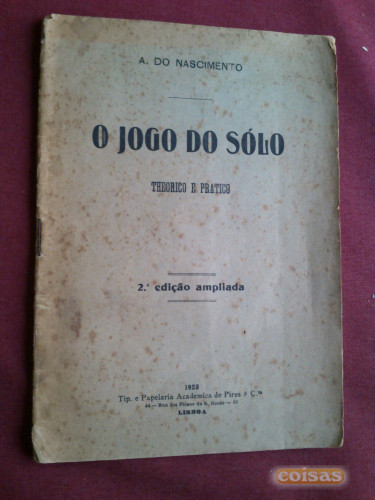 A. DO NASCIMENTO
O JOGO DO SÓLO
THEORICO E PRATICO
2.ª edição ampliada
Tip. e Papelaria Academica de Pires & C.ª
LISBOA
coisas